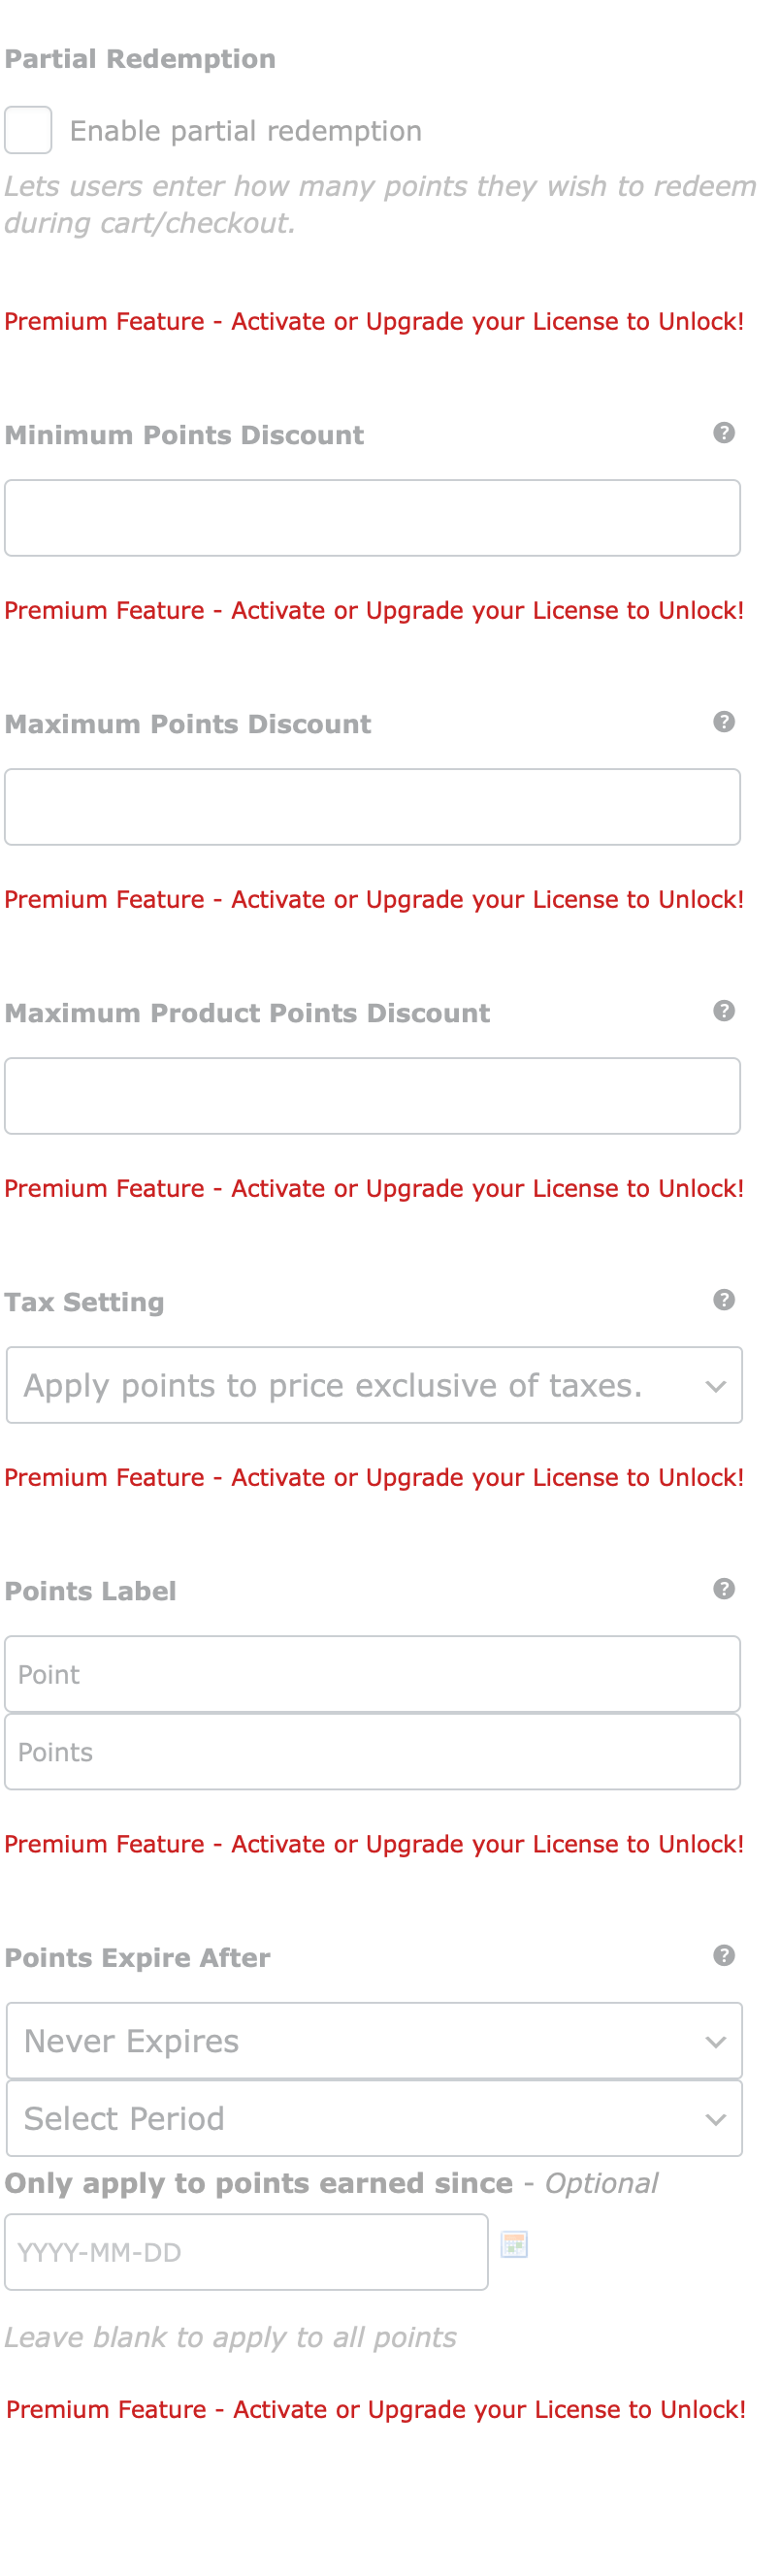 Partial Redemption
Enable partial redemption
Lets users enter how many points they wish to redeem
during cart/checkout.
Premium Feature - Activate or Upgrade your License to Unlock!
Minimum Points Discount
?
Premium Feature - Activate or Upgrade your License to Unlock!
Maximum Points Discount
?
Premium Feature - Activate or Upgrade your License to Unlock!
Maximum Product Points Discount
?
Premium Feature - Activate or Upgrade your License to Unlock!
Tax Setting
?
Apply points to price exclusive of taxes.
Premium Feature - Activate or Upgrade your License to Unlock!
Points Label
?
Point
Points
Premium Feature - Activate or Upgrade your License to Unlock!
Points Expire After
?
Never Expires
Select Period
Only apply to points earned since - Optional
YYYY-MM-DD
Leave blank to apply to all points
Premium Feature - Activate or Upgrade your License to Unlock!